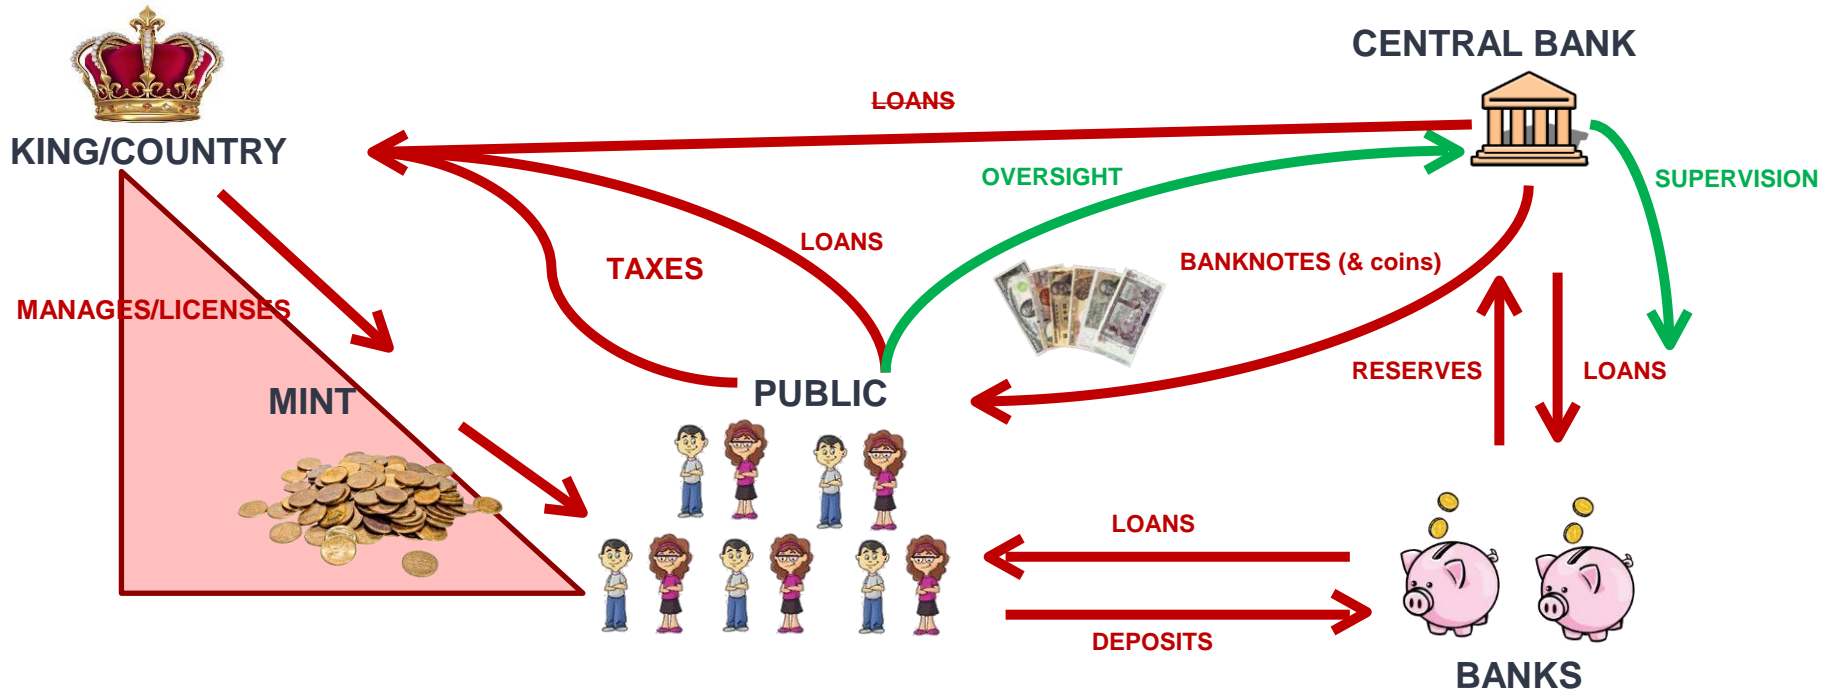 CENTRAL BANK
LOANS
KING/COUNTRY
OVERSIGHT
SUPERVISION
LOANS
TAXES
BANKNOTES (& coins)
MANAGES/LICENSES
RESERVES
LOANS
MINT
PUBLIC
LOANS
DEPOSITS
BANKS